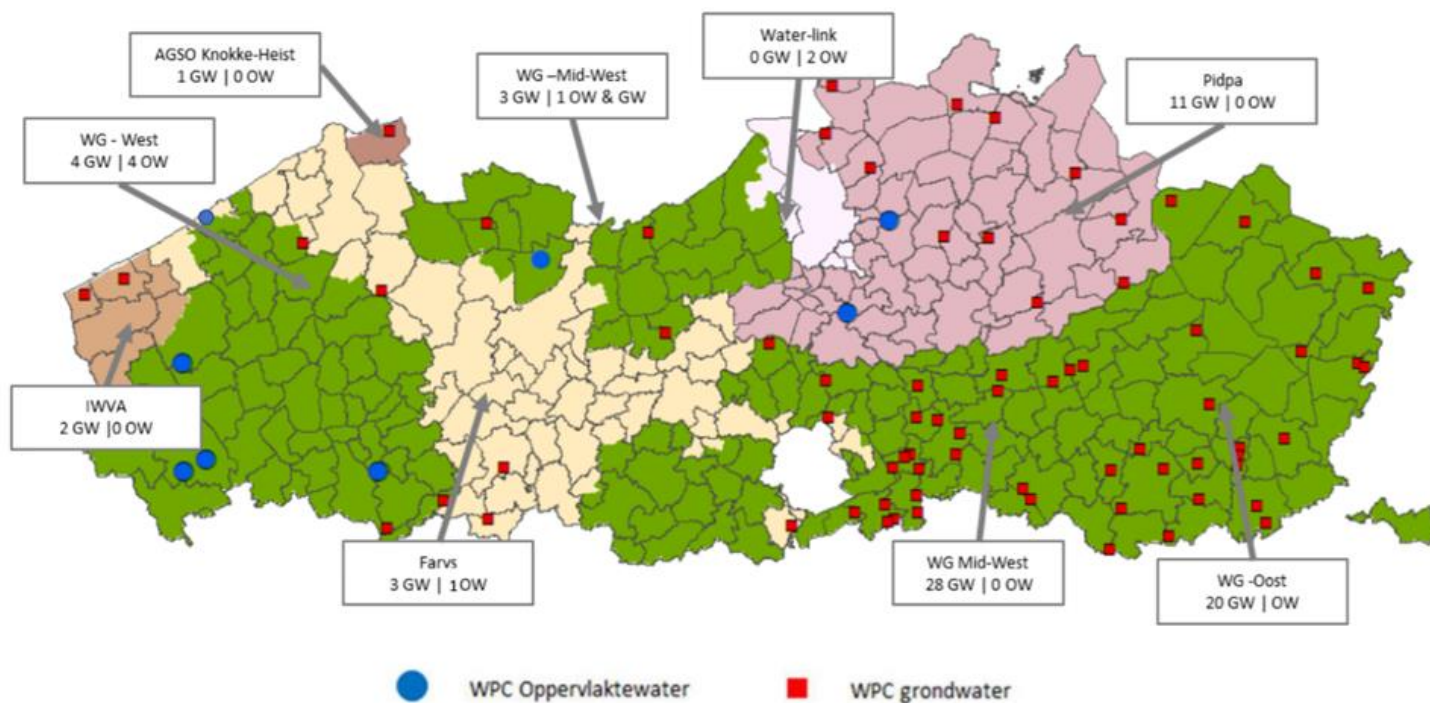 AGSO Knokke-Heist
1 GW | 0 OW
WG –Mid-West
3 GW | 1 OW & GW
Water-link
0 GW | 2 OW
Pidpa
11 GW | 0 OW
WG - West
4 GW | 4 OW
IWVA
2 GW |0 OW
Farys
3 GW | 1 OW
WG Mid-West
28 GW | 0 OW
WG -Oost
20 GW | OW
WPC Oppervlaktewater
WPC grondwater